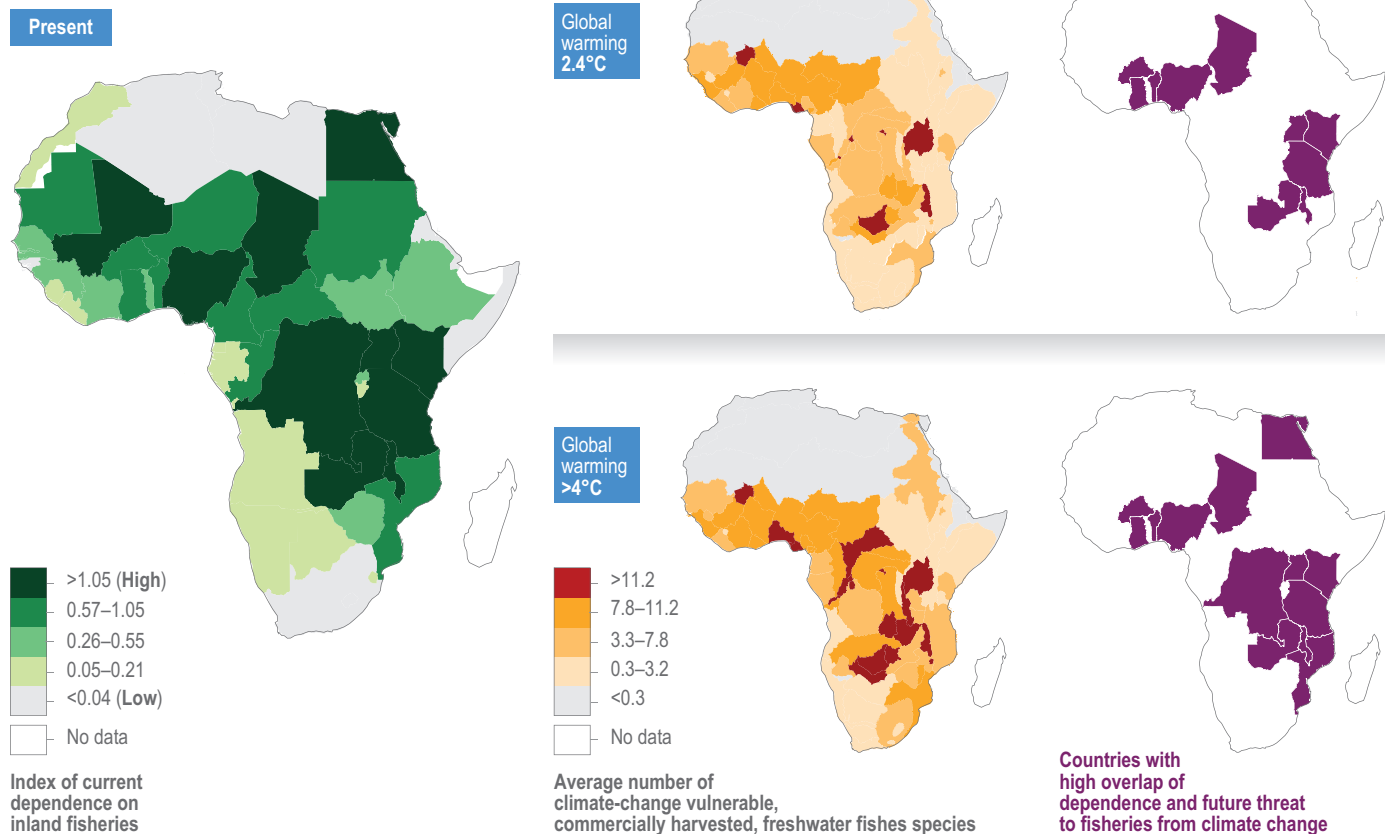 Present
>1.05 (High)
0.57–1.05
0.26–0.55
0.05–0.21
<0.04 (Low)
No data
Index of current
dependence on
inland fisheries
Global
warming
2.4°C
Global
warming
>4°C
>11.2
7.8–11.2
3.3–7.8
0.3–3.2
<0.3
No data
Average number of
climate-change vulnerable,
commercially harvested, freshwater fishes species
Countries with
high overlap of
dependence and future threat
to fisheries from climate change